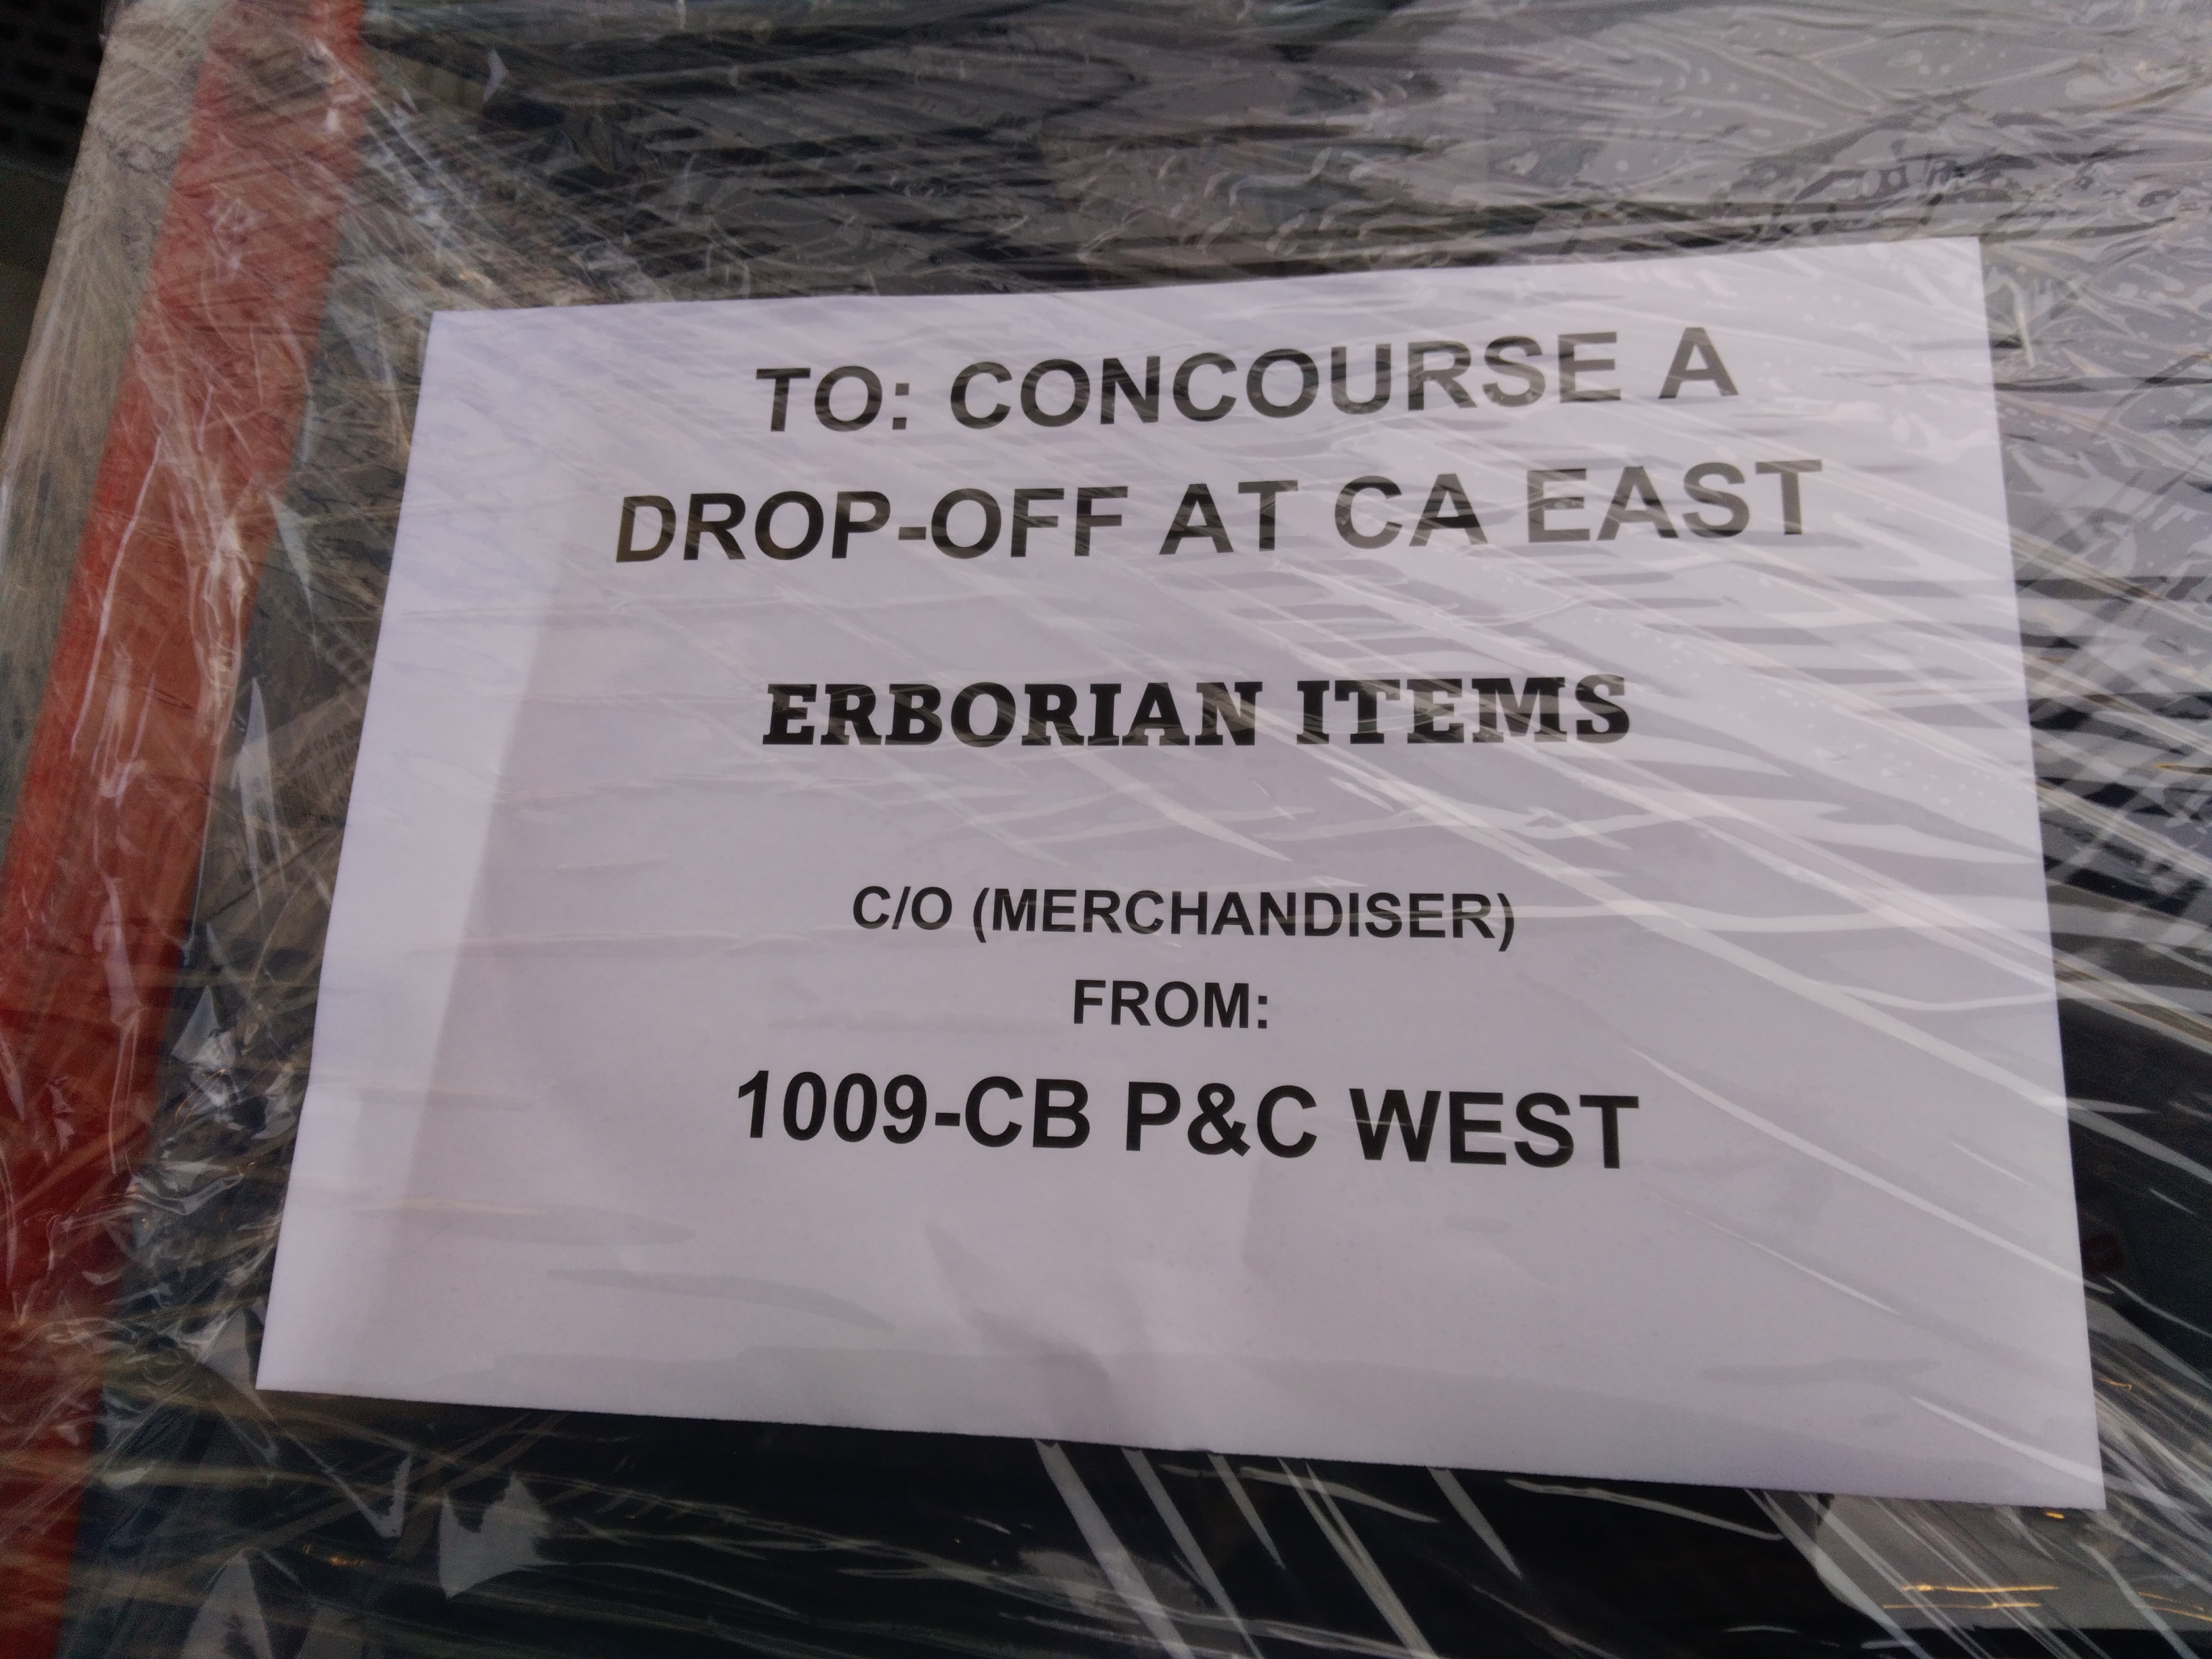 TO: CONCOURSE A
DROP-OFF AT CA EAST
ERBORIAN ITEMS
C/O (MERCHANDISER)
FROM:
1009-CB P&C WEST